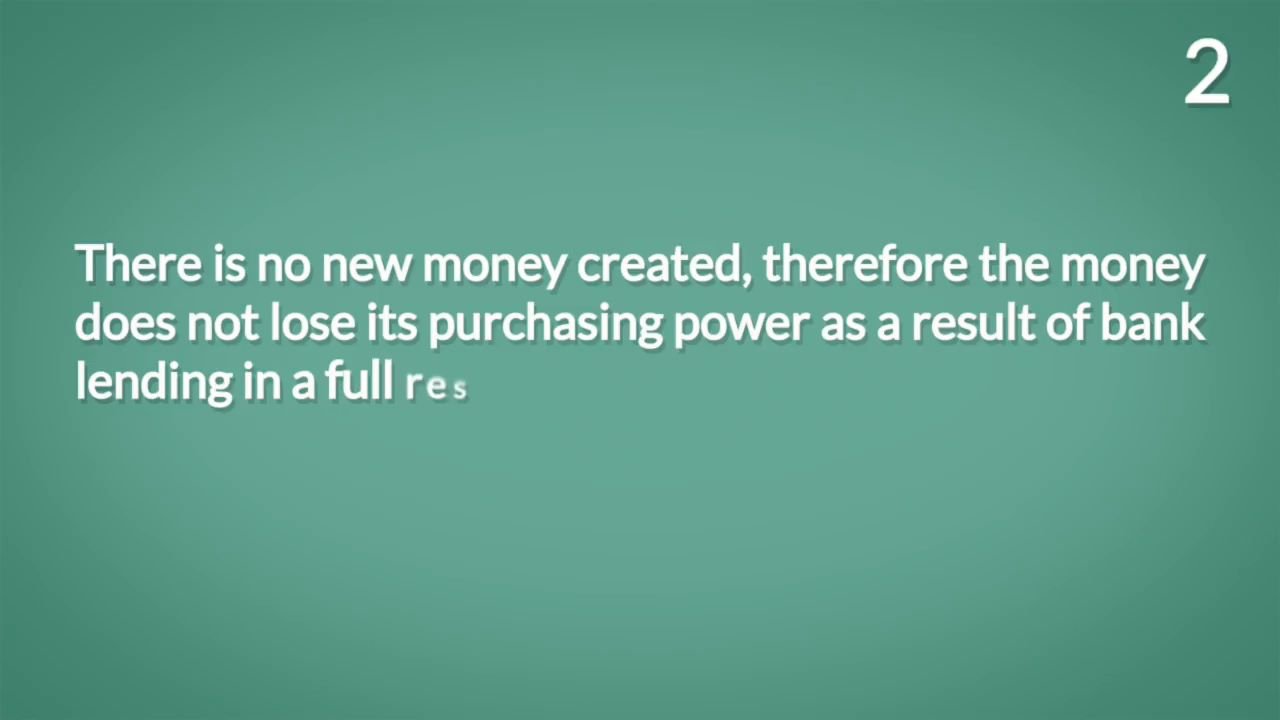 2
There is no new money created, therefore the money
does not lose its purchasing power as a result of bank
lending in a full res